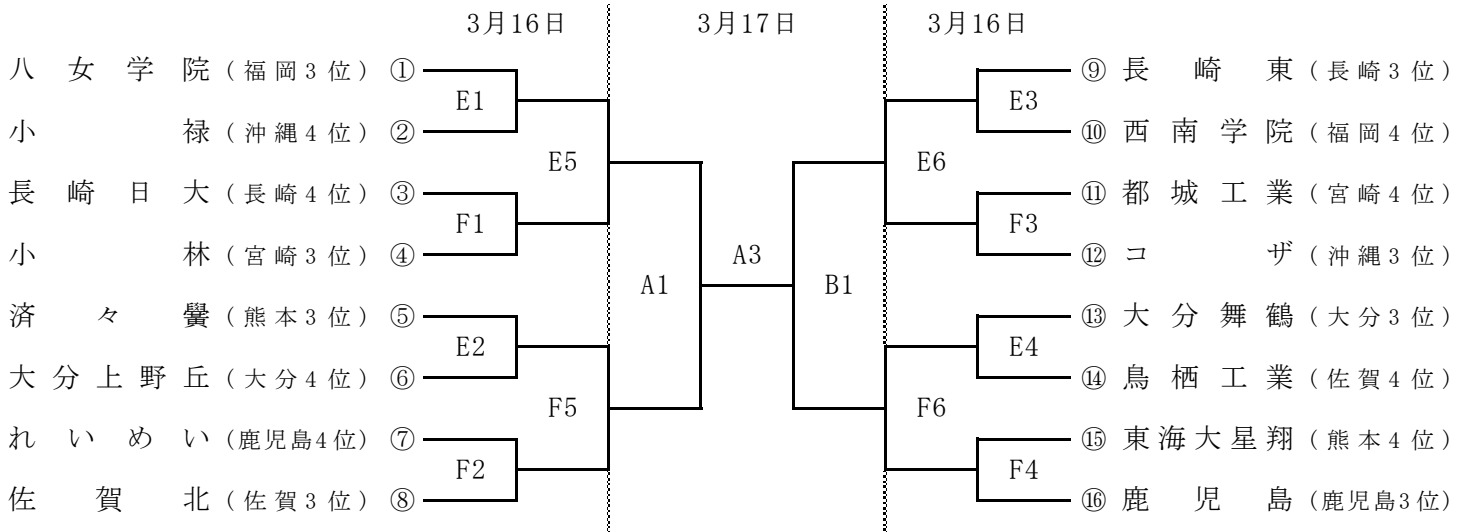 3月16日 3月17日 3月16日
八女学院(福岡3位) ① ⑨ 長崎東(長崎3位)
E1 E3
小禄(沖縄4位) ② ⑩ 西南学院(福岡4位)
E5 E6
長崎日大(長崎4位) ③ ⑪ 都城工業(宮崎4位)
F1 F3
小林(宮崎3位) ④ A3 ⑫ コザ(沖縄3位)
A1 B1
済々黌(熊本3位) ⑤ ⑬ 大分舞鶴(大分3位)
E2 E4
大分上野丘(大分4位) ⑥ ⑭ 鳥栖工業(佐賀4位)
F5 F6
れいめい(鹿児島4位) ⑦ ⑮ 東海大星翔(熊本4位)
F2 F4
佐賀北(佐賀3位) ⑧ ⑯ 鹿児島(鹿児島3位)